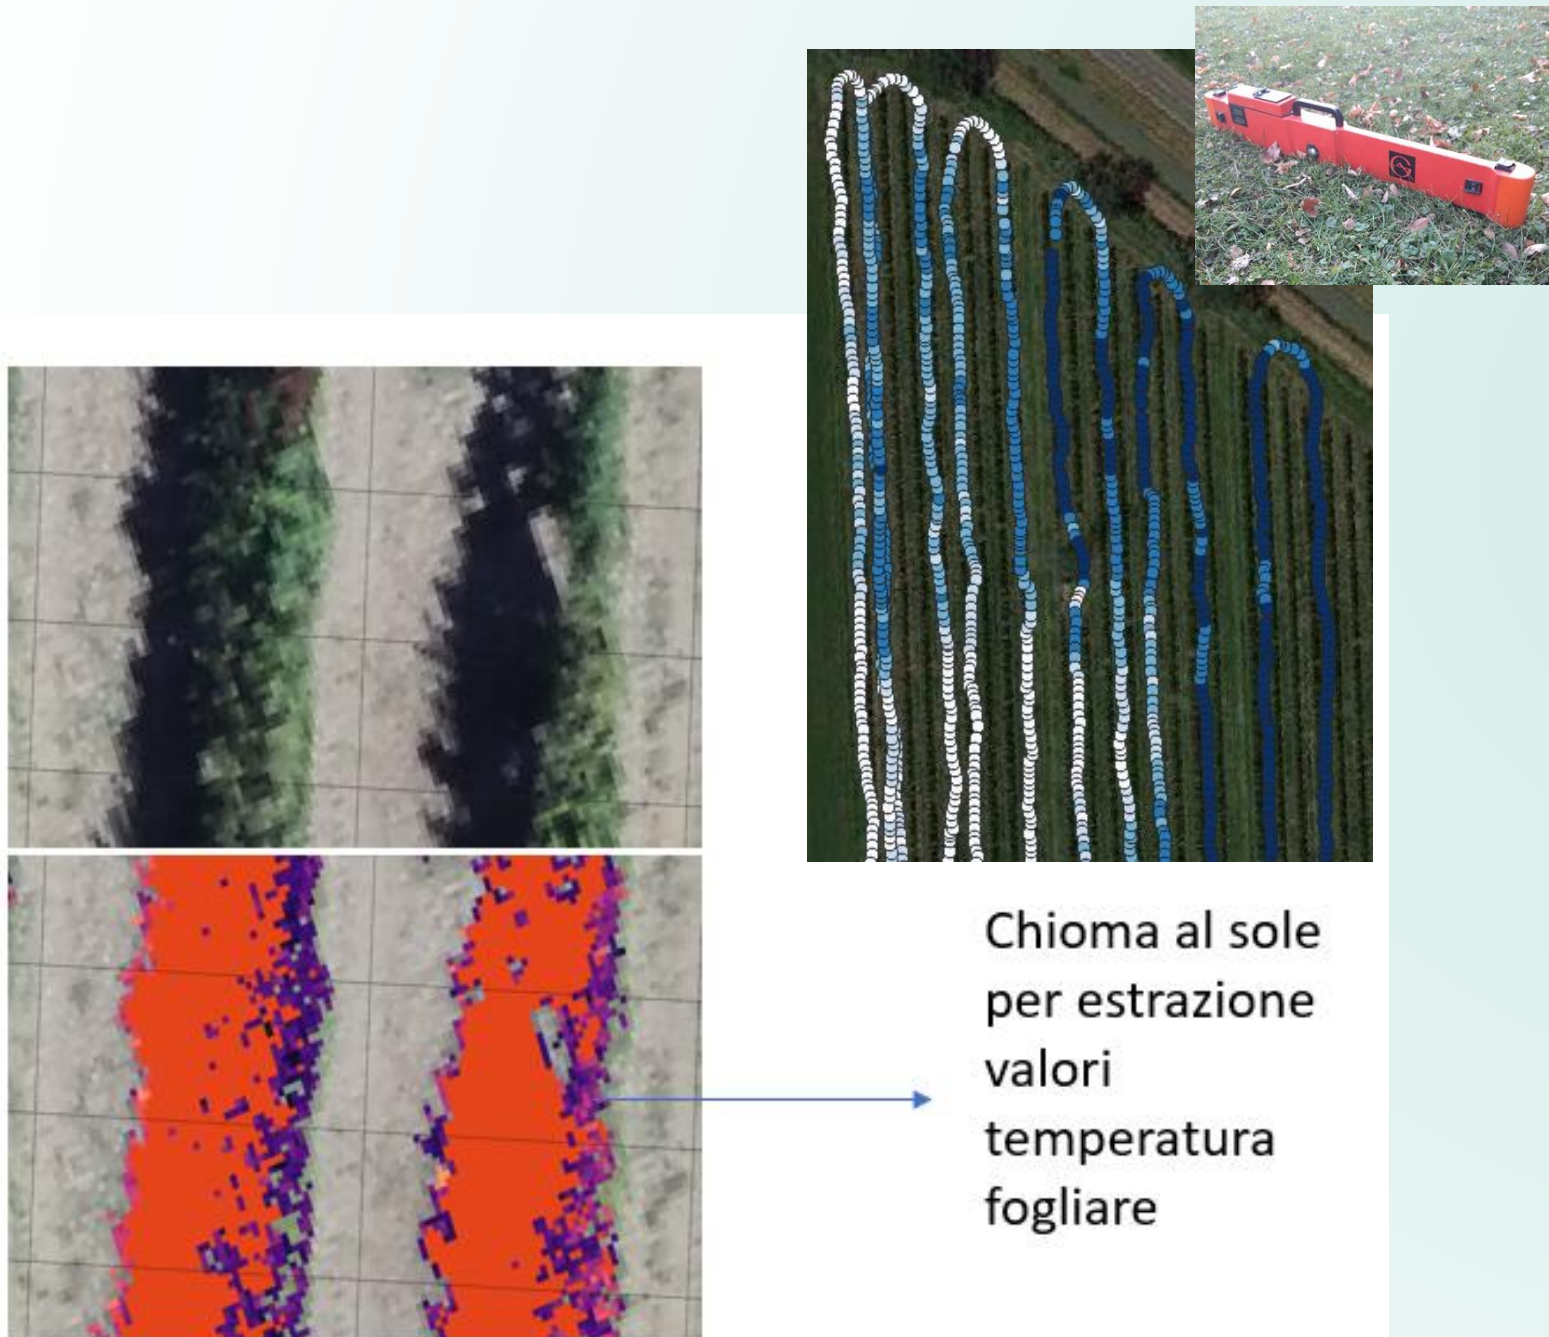 Chioma al sole
per estrazione
valori
temperatura
fogliare